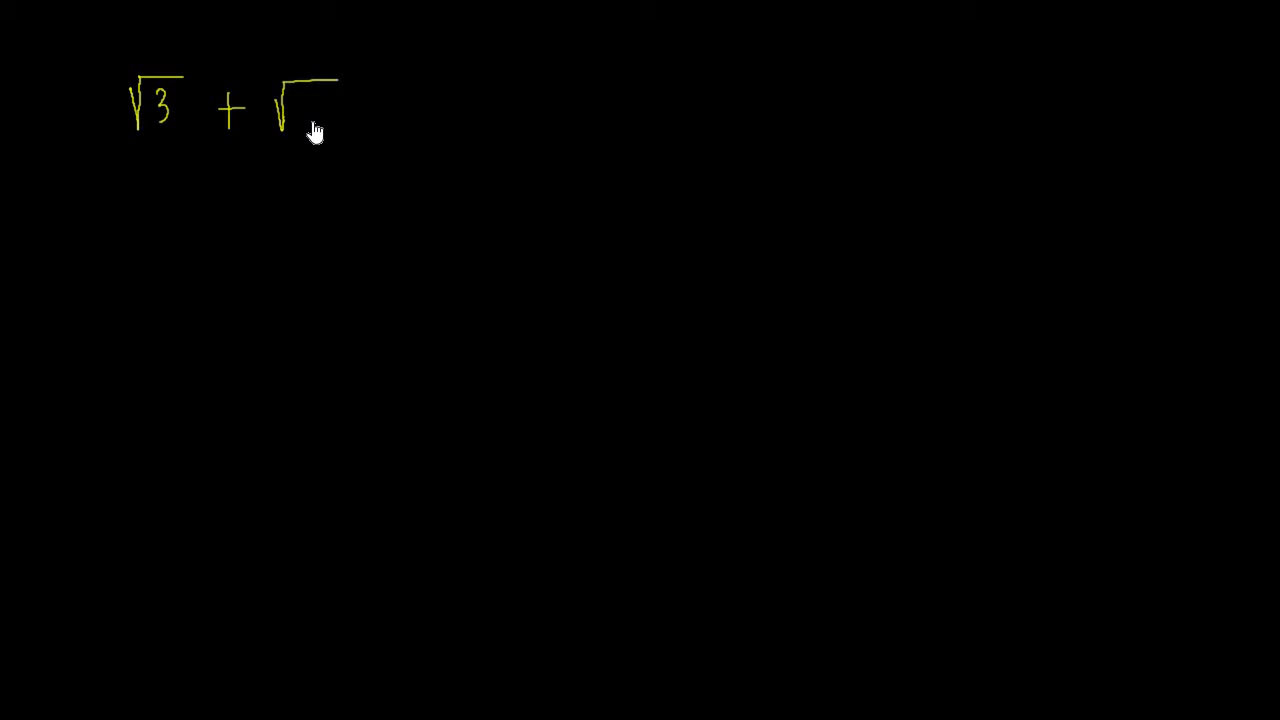 √3 + √